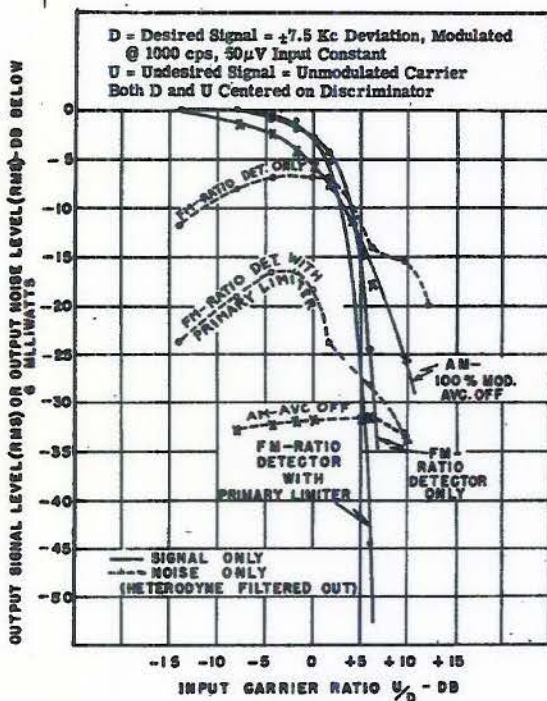 D = Desired Signal = ±7.5 Kc Deviation, Modulated
@ 1000 cps, 50μV Input Constant
U = Undesired Signal = Unmodulated Carrier
Both D and U Centered on Discriminator
OUTPUT SIGNAL LEVEL (RMS) OR OUTPUT NOISE LEVEL (RMS)-DB BELOW
6 MILLIWATTS
0
-5
-10
-15
-20
-25
-30
-35
-40
-45
-50
FM-RATIO DET. ONLY
FM-RATIO DET. WITH
PRIMARY LIMITER
AM-
100% MOD.
AVC. OFF
AM-AVC OFF
FM-RATIO
DETECTOR
WITH
PRIMARY LIMITER
FM-
RATIO
DETECTOR
ONLY
SIGNAL ONLY
NOISE ONLY
(HETERODYNE FILTERED OUT)
-15 -10 -5 0 +5 +10 +15
INPUT CARRIER RATIO U/D - DB